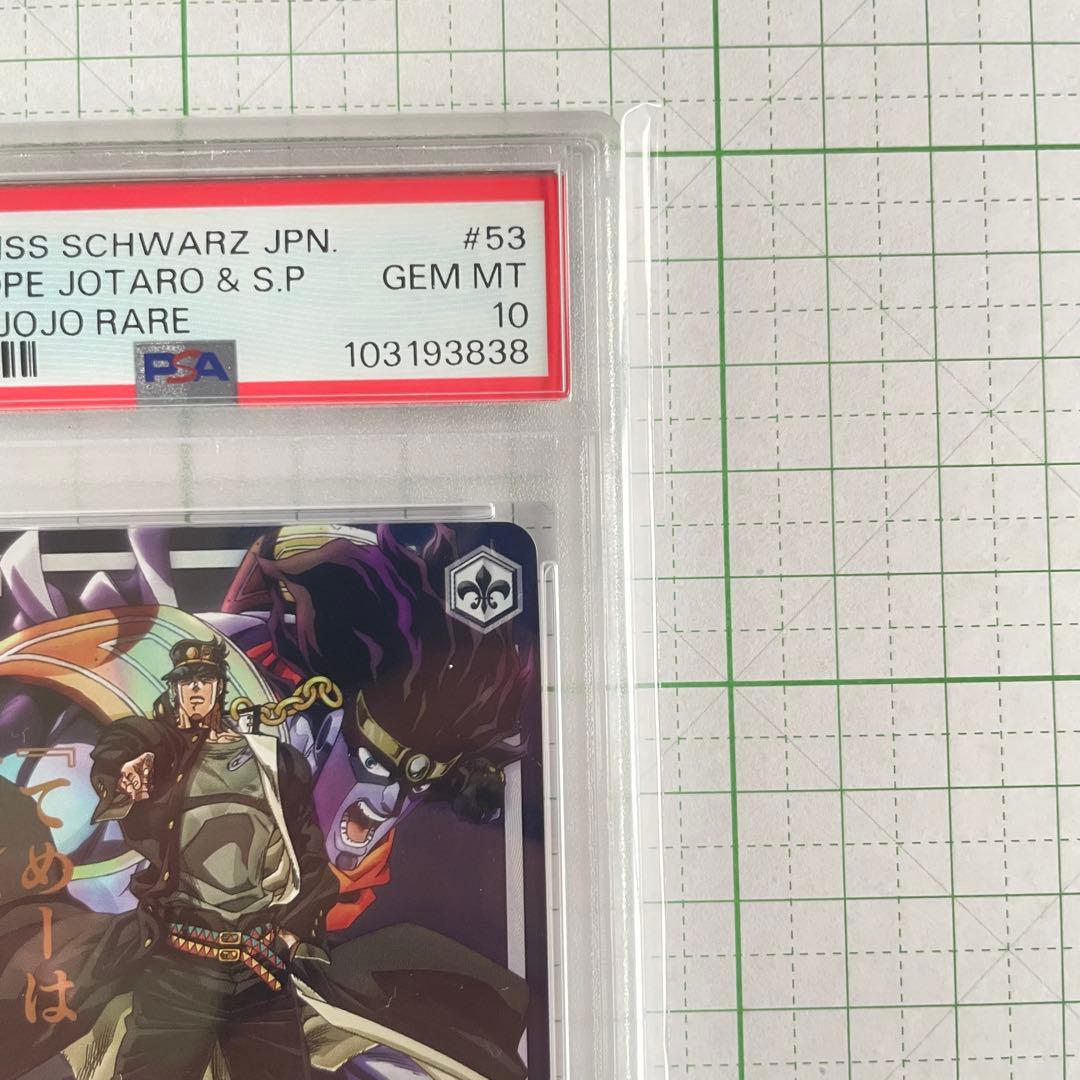 ISS SCHWARZ JPN. #53
OPE JOTARO & S.P GEM MT
JOJO RARE 10
PSA 103193838
『てめーは